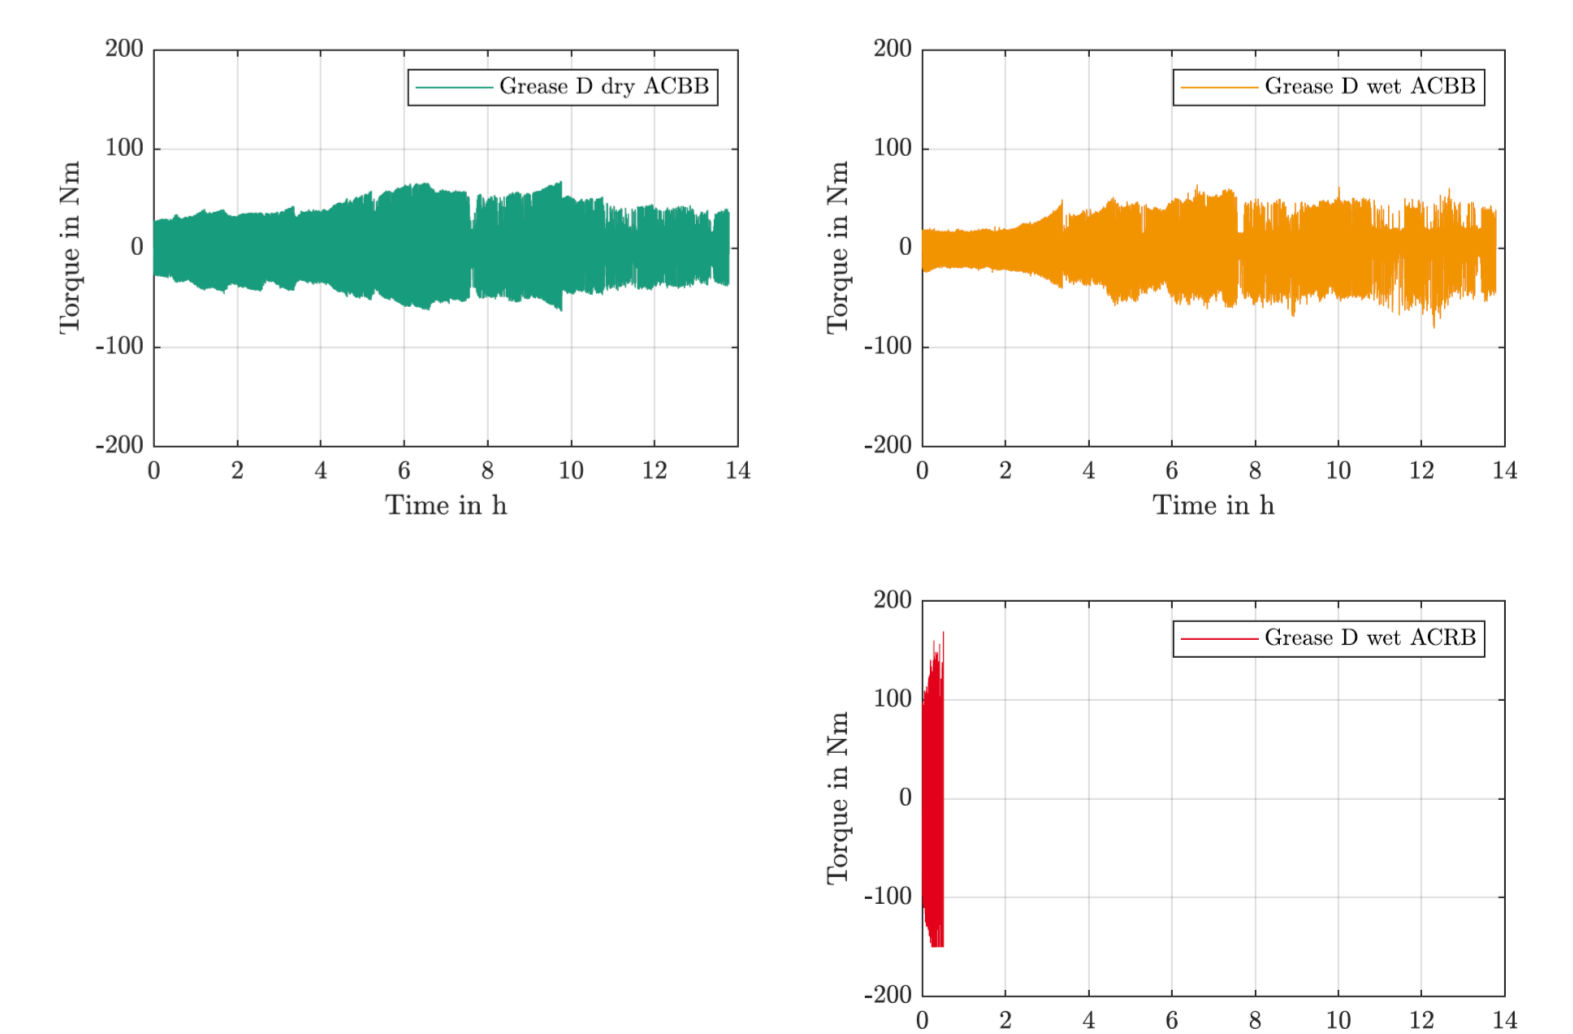 200
100
0
-100
-200
Torque in Nm
Grease D dry ACBB
0 2 4 6 8 10 12 14
Time in h
200
100
0
-100
-200
Torque in Nm
Grease D wet ACBB
0 2 4 6 8 10 12 14
Time in h
200
100
0
-100
-200
Torque in Nm
Grease D wet ACRB
0 2 4 6 8 10 12 14